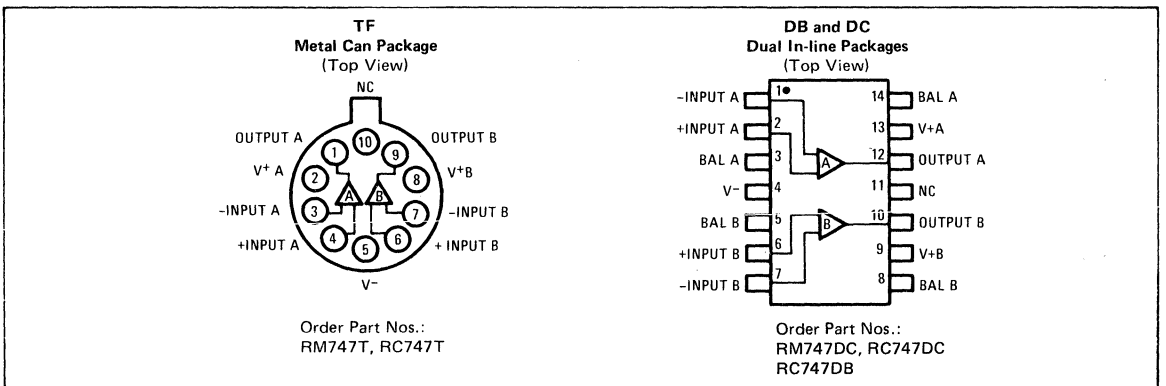 TF
Metal Can Package
(Top View)
NC
OUTPUT A
OUTPUT B
10
1
9
V+ A
2
8
V+B
A
B
-INPUT A
3
7
-INPUT B
+INPUT A
4
6
+ INPUT B
5
V-
Order Part Nos.:
RM747T, RC747T
DB and DC
Dual In-line Packages
(Top View)
-INPUT A
1
14
BAL A
+INPUT A
2
13
V+A
BAL A
3
A
12
OUTPUT A
V-
4
11
NC
BAL B
5
B
10
OUTPUT B
+INPUT B
6
9
V+B
-INPUT B
7
8
BAL B
Order Part Nos.:
RM747DC, RC747DC
RC747DB